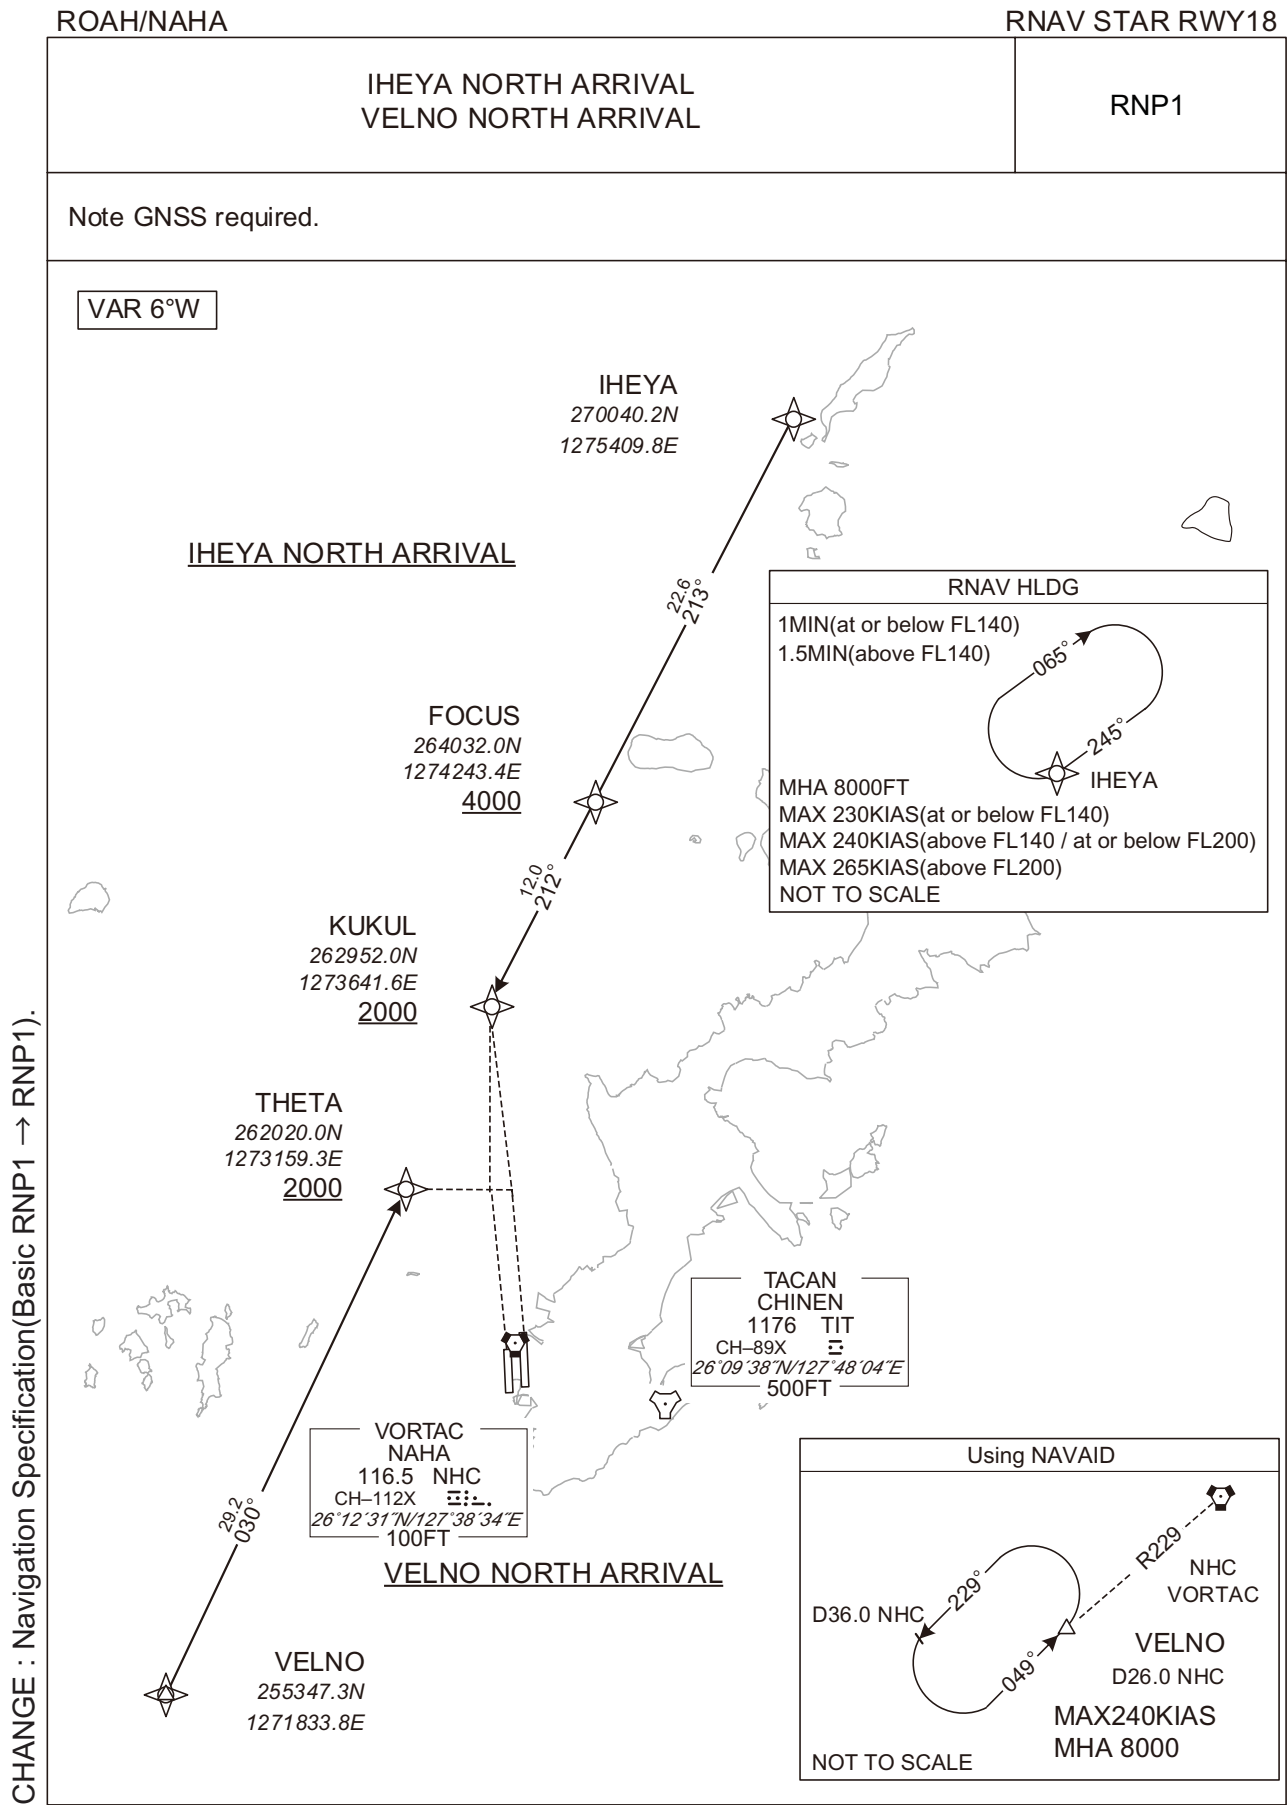 ROAH/NAHA
RNAV STAR RWY18
IHEYA NORTH ARRIVAL
VELNO NORTH ARRIVAL
RNP1
Note GNSS required.
VAR 6°W
IHEYA
270040.2N
1275409.8E
IHEYA NORTH ARRIVAL
22.6
213°
RNAV HLDG
1MIN(at or below FL140)
1.5MIN(above FL140)
065°
245°
IHEYA
MHA 8000FT
MAX 230KIAS(at or below FL140)
MAX 240KIAS(above FL140 / at or below FL200)
MAX 265KIAS(above FL200)
NOT TO SCALE
FOCUS
264032.0N
1274243.4E
4000
12.0
212°
KUKUL
262952.0N
1273641.6E
2000
THETA
262020.0N
1273159.3E
2000
TACAN
CHINEN
1176 TIT
CH–89X
26°09´38˝N/127°48´04˝E
500FT
VORTAC
NAHA
116.5 NHC
CH–112X
26°12´31˝N/127°38´34˝E
100FT
29.2
030°
VELNO NORTH ARRIVAL
VELNO
255347.3N
1271833.8E
Using NAVAID
R229
NHC
VORTAC
229°
D36.0 NHC
049°
VELNO
D26.0 NHC
MAX240KIAS
MHA 8000
NOT TO SCALE
CHANGE : Navigation Specification(Basic RNP1 → RNP1).